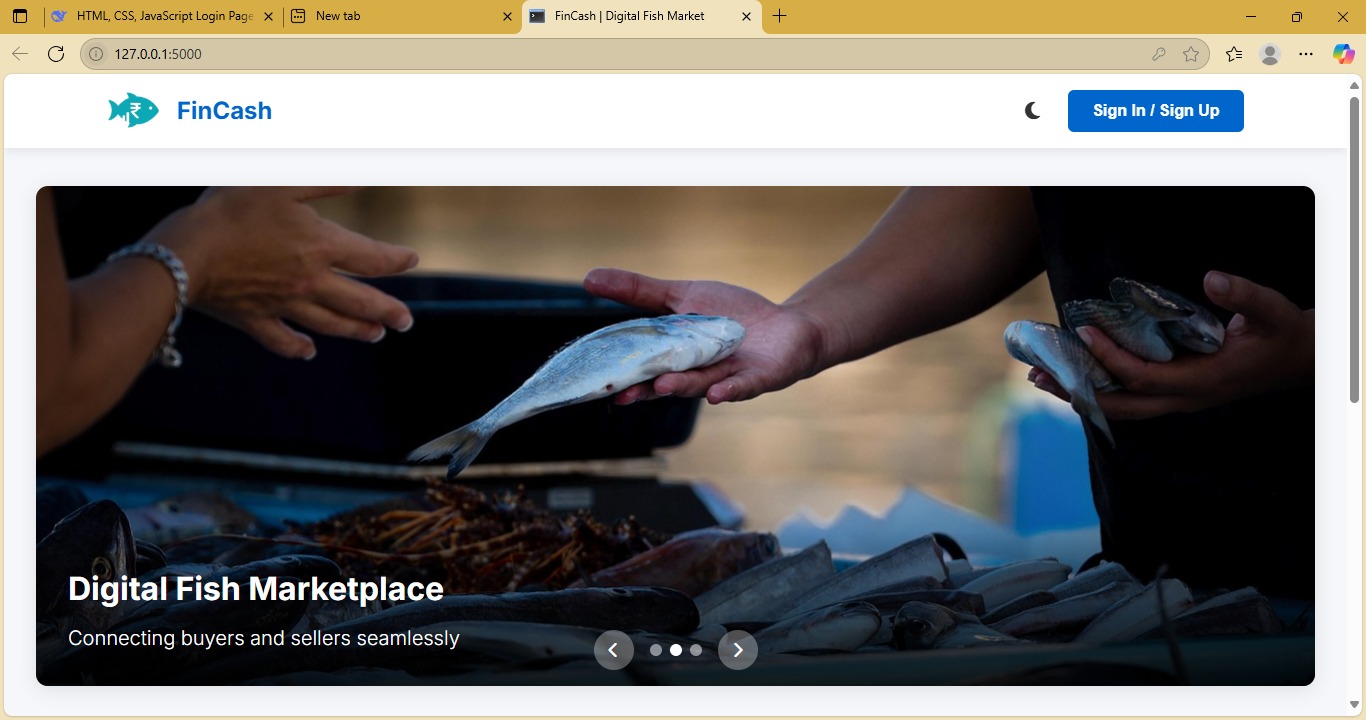 HTML, CSS, JavaScript Login Page
New tab
FinCash | Digital Fish Market
127.0.0.1:5000
₹
FinCash
Sign In / Sign Up
Digital Fish Marketplace
Connecting buyers and sellers seamlessly